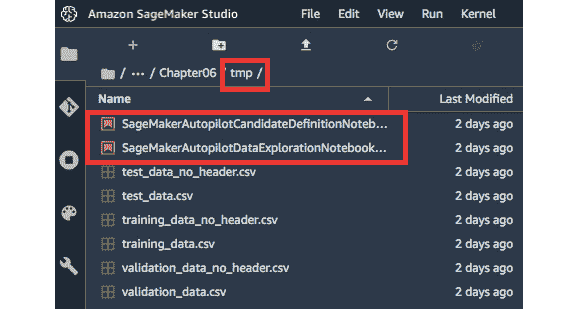 Amazon SageMaker Studio File Edit View Run Kernel
/ ··· / Chapter06 / tmp /
Name Last Modified
SageMakerAutopilotCandidateDefinitionNoteb... 2 days ago
SageMakerAutopilotDataExplorationNotebook... 2 days ago
test_data_no_header.csv 2 days ago
test_data.csv 2 days ago
training_data_no_header.csv 2 days ago
training_data.csv 2 days ago
validation_data_no_header.csv 2 days ago
validation_data.csv 2 days ago